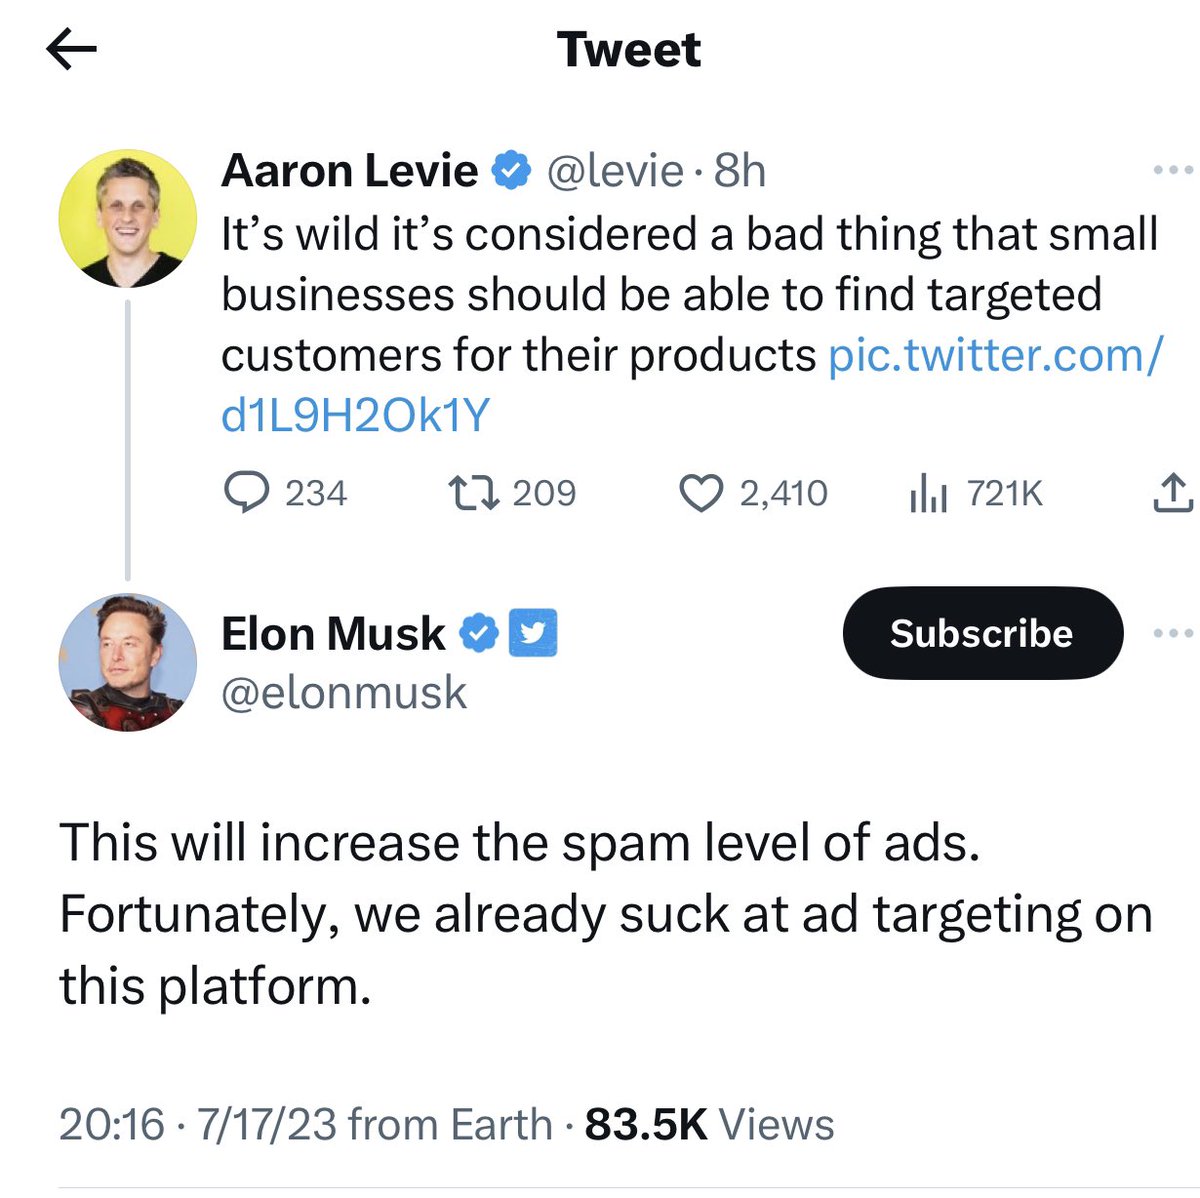 Tweet
Aaron Levie @levie · 8h
It’s wild it’s considered a bad thing that small
businesses should be able to find targeted
customers for their products pic.twitter.com/
d1L9H2Ok1Y
234 209 2,410 721K
Elon Musk
Subscribe
@elonmusk
This will increase the spam level of ads.
Fortunately, we already suck at ad targeting on
this platform.
20:16 · 7/17/23 from Earth · 83.5K Views